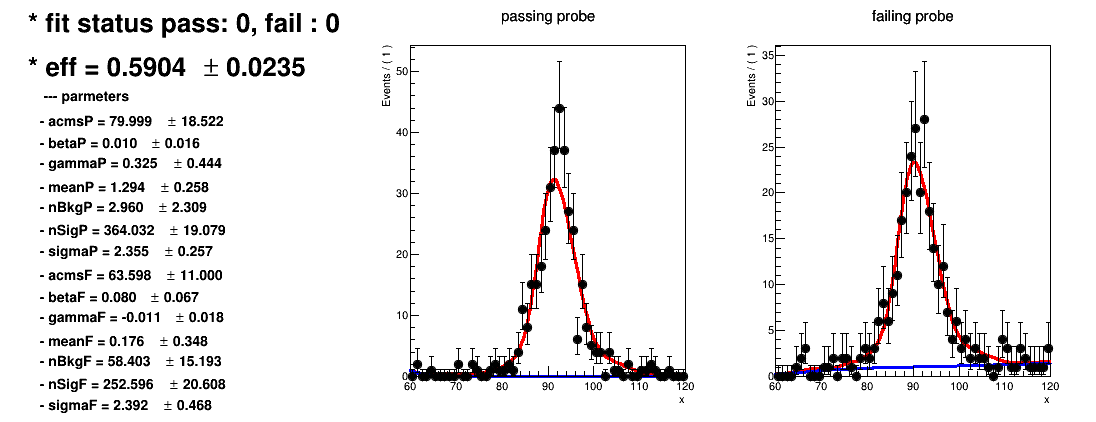 * fit status pass: 0, fail : 0
* eff = 0.5904 ± 0.0235
--- parmeters
- acmsP = 79.999 ± 18.522
- betaP = 0.010 ± 0.016
- gammaP = 0.325 ± 0.444
- meanP = 1.294 ± 0.258
- nBkgP = 2.960 ± 2.309
- nSigP = 364.032 ± 19.079
- sigmaP = 2.355 ± 0.257
- acmsF = 63.598 ± 11.000
- betaF = 0.080 ± 0.067
- gammaF = -0.011 ± 0.018
- meanF = 0.176 ± 0.348
- nBkgF = 58.403 ± 15.193
- nSigF = 252.596 ± 20.608
- sigmaF = 2.392 ± 0.468
passing probe
Events / ( 1 )
50
40
30
20
10
0
60 70 80 90 100 110 120
x
failing probe
Events / ( 1 )
35
30
25
20
15
10
5
0
60 70 80 90 100 110 120
x